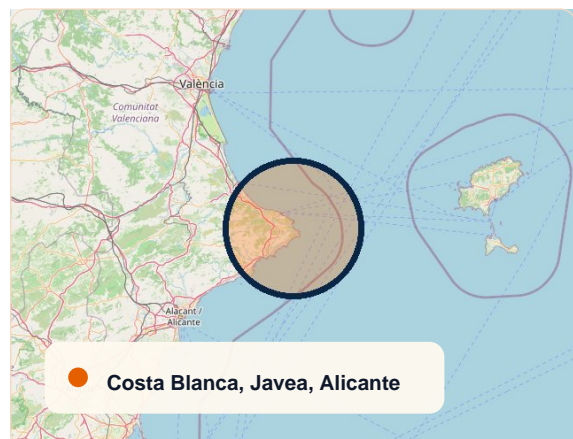 València
Comunitat
Valenciana
Alacant /
Alicante
Costa Blanca, Javea, Alicante